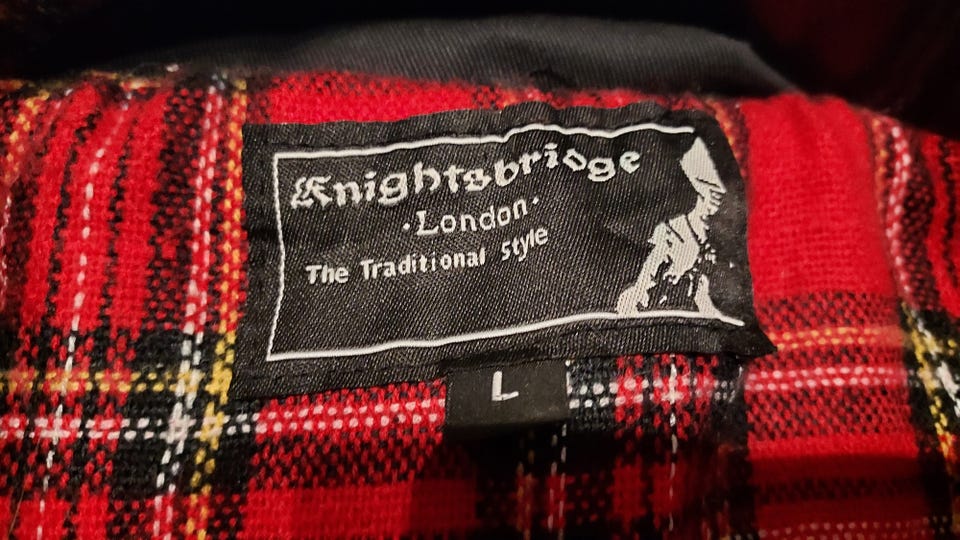 Knightsbridge
·London·
The Traditional Style
L